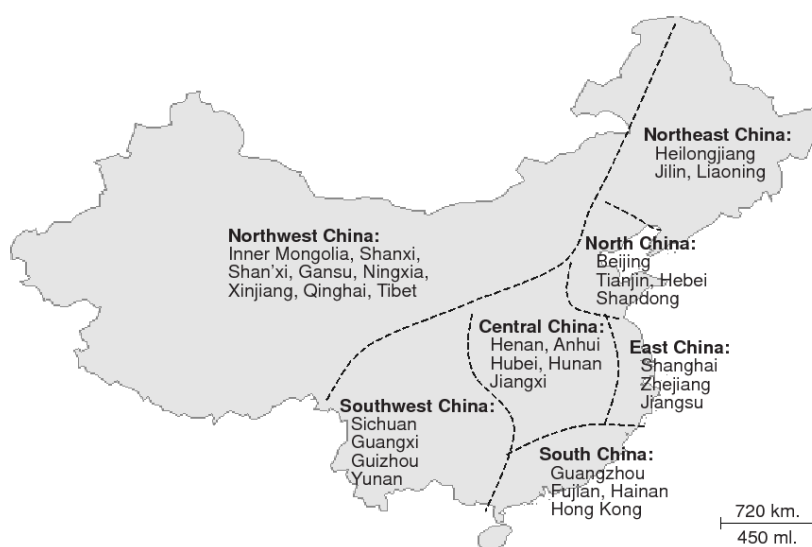 Northeast China:
Heilongjiang
Jilin, Liaoning
Northwest China:
Inner Mongolia, Shanxi,
Shan'xi, Gansu, Ningxia,
Xinjiang, Qinghai, Tibet
North China:
Beijing
Tianjin, Hebei
Shandong
Central China:
Henan, Anhui
Hubei, Hunan
Jiangxi
East China:
Shanghai
Zhejiang
Jiangsu
Southwest China:
Sichuan
Guangxi
Guizhou
Yunan
South China:
Guangzhou
Fujian, Hainan
Hong Kong
720 km.
450 ml.